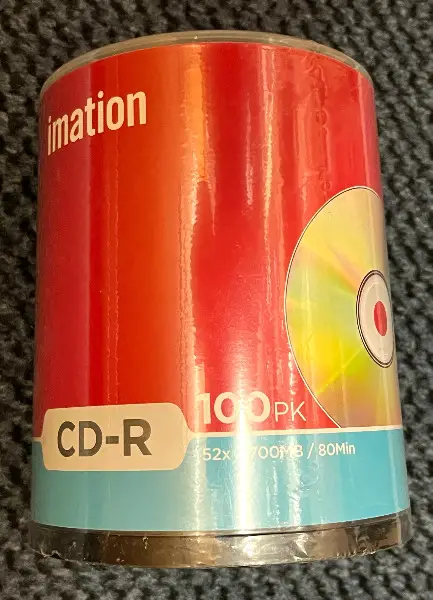 imation
100PK
CD-R
52x 700MB / 80Min